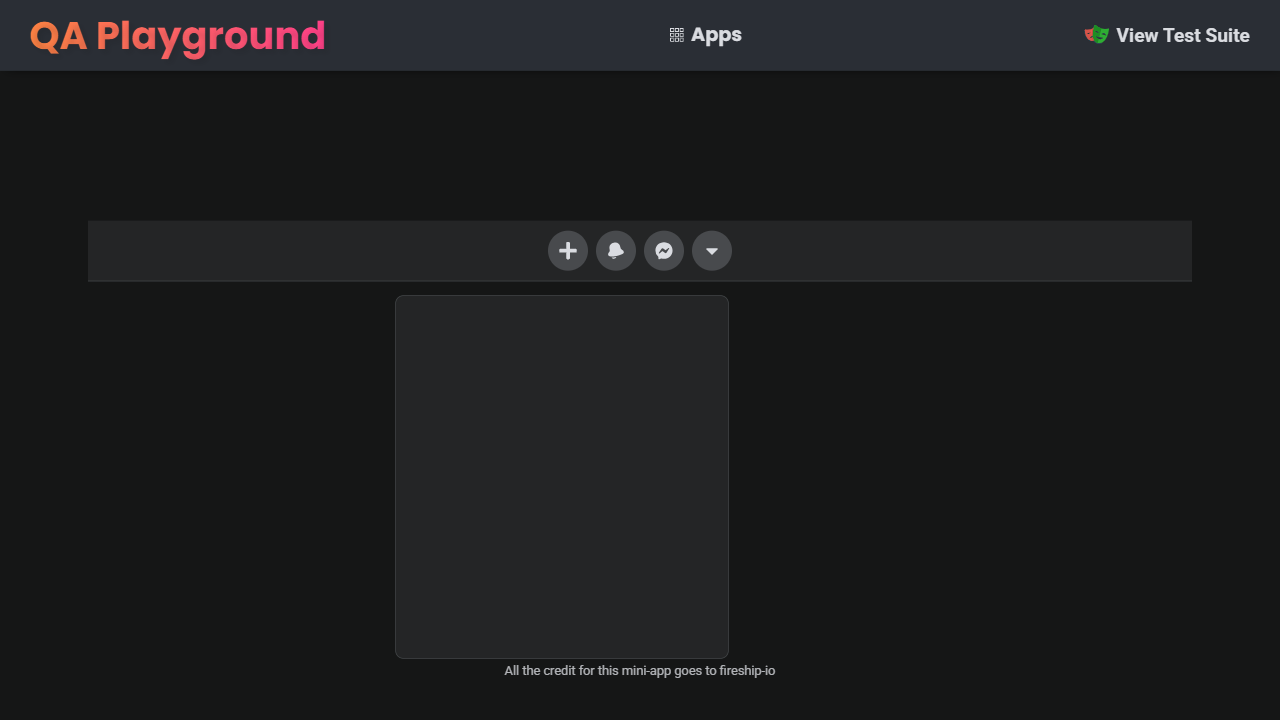 QA Playground
Apps
View Test Suite
All the credit for this mini-app goes to fireship-io